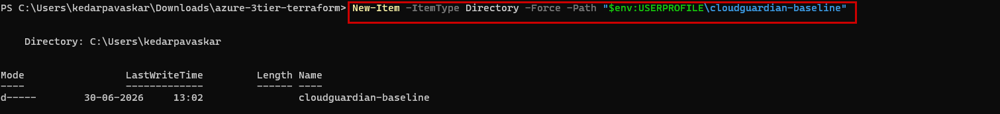 PS C:\Users\kedarpavaskar\Downloads\azure-3tier-terraform> New-Item -ItemType Directory -Force -Path "$env:USERPROFILE\cloudguardian-baseline"
Directory: C:\Users\kedarpavaskar
Mode                 LastWriteTime         Length Name
----                 -------------         ------ ----
d-----        30-06-2026     13:02                cloudguardian-baseline